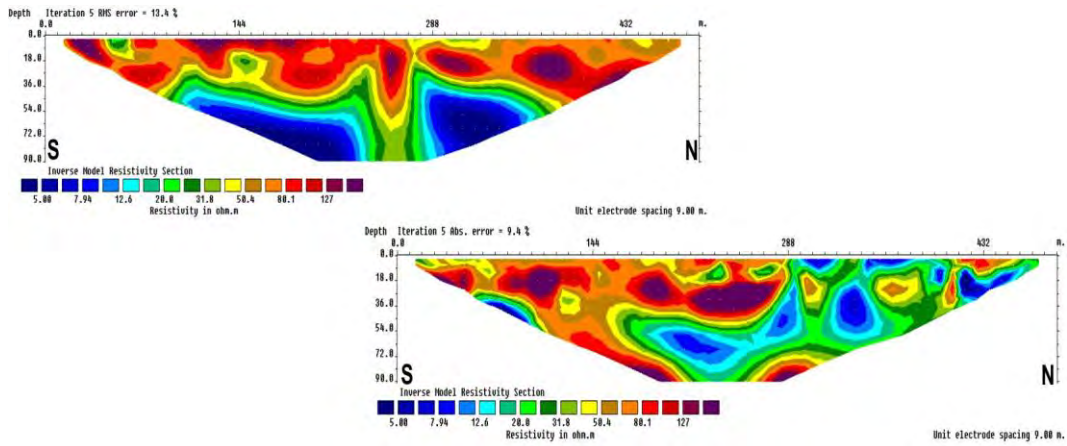 Depth Iteration 5 RMS error = 13.4 %
0.0 144 288 432 m.
0.0
18.0
36.0
54.0
72.0
90.0
S N
Inverse Model Resistivity Section
5.00 7.94 12.6 20.0 31.8 50.4 80.1 127
Resistivity in ohm.m
Unit electrode spacing 9.00 m.
Depth Iteration 5 Abs. error = 9.4 %
0.0 144 288 432 m.
0.0
18.0
36.0
54.0
72.0
90.0
S N
Inverse Model Resistivity Section
5.00 7.94 12.6 20.0 31.8 50.4 80.1 127
Resistivity in ohm.m
Unit electrode spacing 9.00 m.